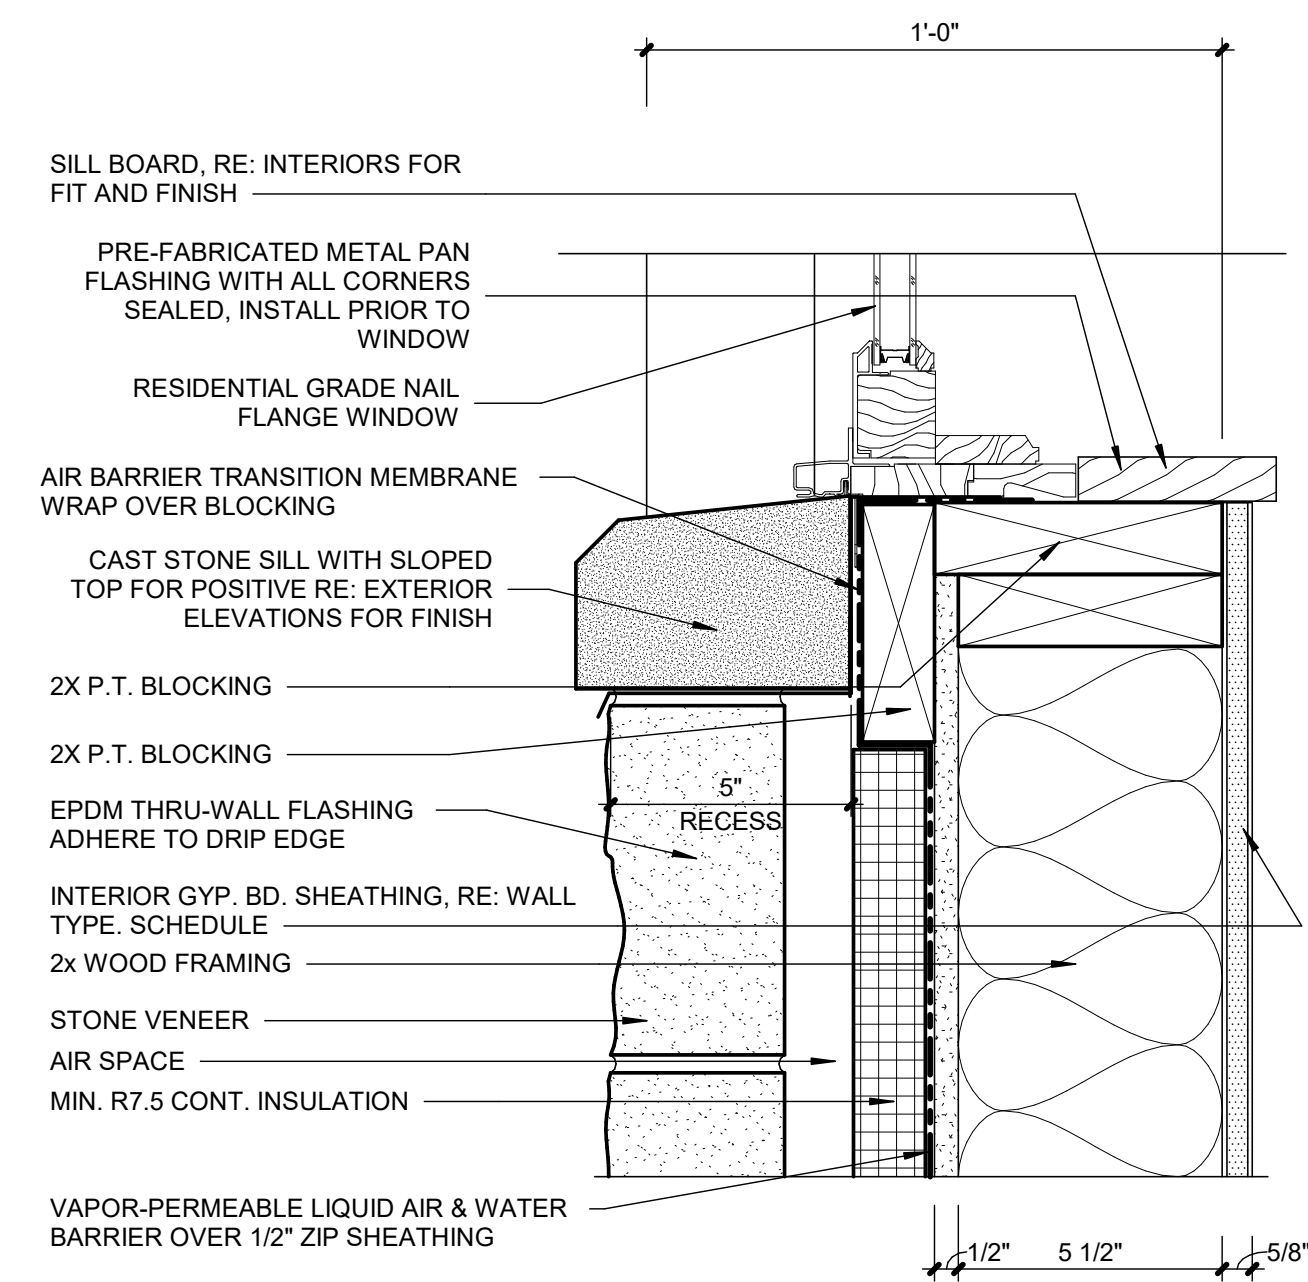 1'-0"
SILL BOARD, RE: INTERIORS FOR
FIT AND FINISH
PRE-FABRICATED METAL PAN
FLASHING WITH ALL CORNERS
SEALED, INSTALL PRIOR TO
WINDOW
RESIDENTIAL GRADE NAIL
FLANGE WINDOW
AIR BARRIER TRANSITION MEMBRANE
WRAP OVER BLOCKING
CAST STONE SILL WITH SLOPED
TOP FOR POSITIVE RE: EXTERIOR
ELEVATIONS FOR FINISH
2X P.T. BLOCKING
2X P.T. BLOCKING
5"
RECESS
EPDM THRU-WALL FLASHING
ADHERE TO DRIP EDGE
INTERIOR GYP. BD. SHEATHING, RE: WALL
TYPE. SCHEDULE
2x WOOD FRAMING
STONE VENEER
AIR SPACE
MIN. R7.5 CONT. INSULATION
VAPOR-PERMEABLE LIQUID AIR & WATER
BARRIER OVER 1/2" ZIP SHEATHING
1/2" 5 1/2" 5/8"